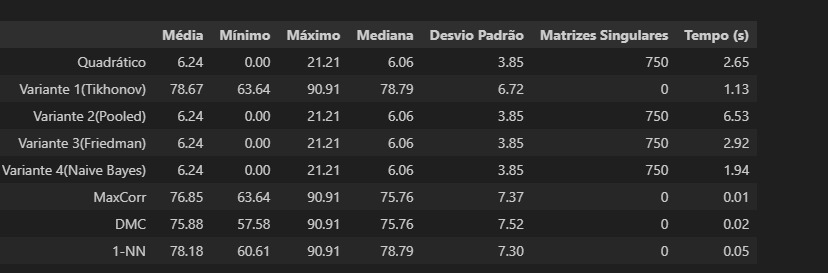 Média Mínimo Máximo Mediana Desvio Padrão Matrizes Singulares Tempo (s)
Quadrático 6.24 0.00 21.21 6.06 3.85 750 2.65
Variante 1(Tikhonov) 78.67 63.64 90.91 78.79 6.72 0 1.13
Variante 2(Pooled) 6.24 0.00 21.21 6.06 3.85 750 6.53
Variante 3(Friedman) 6.24 0.00 21.21 6.06 3.85 750 2.92
Variante 4(Naive Bayes) 6.24 0.00 21.21 6.06 3.85 750 1.94
MaxCorr 76.85 63.64 90.91 75.76 7.37 0 0.01
DMC 75.88 57.58 90.91 75.76 7.52 0 0.02
1-NN 78.18 60.61 90.91 78.79 7.30 0 0.05